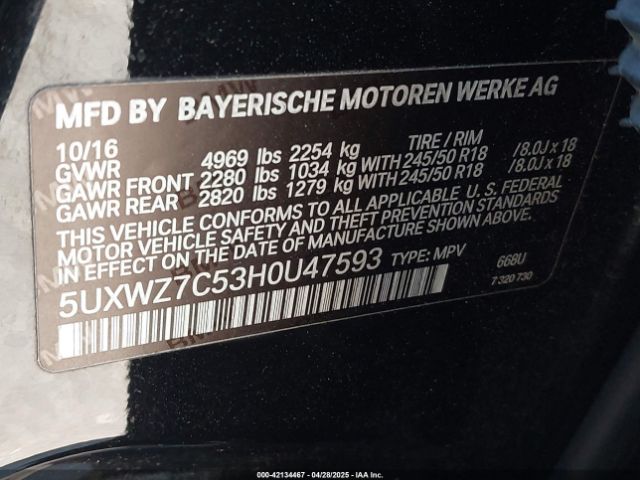 MFD BY BAYERISCHE MOTOREN WERKE AG
10/16 TIRE / RIM
GVWR 4969 lbs 2254 kg
GAWR FRONT 2280 lbs 1034 kg WITH 245/50 R18 /8.0J x 18
GAWR REAR 2820 lbs 1279 kg WITH 245/50 R18 /8.0J x 18
THIS VEHICLE CONFORMS TO ALL APPLICABLE U.S. FEDERAL
MOTOR VEHICLE SAFETY AND THEFT PREVENTION STANDARDS
IN EFFECT ON THE DATE OF MANUFACTURE SHOWN ABOVE.
5UXWZ7C53H0U47593 TYPE: MPV 668U
7 320 730
000-42134467 - 04/28/2025 - IAA Inc.